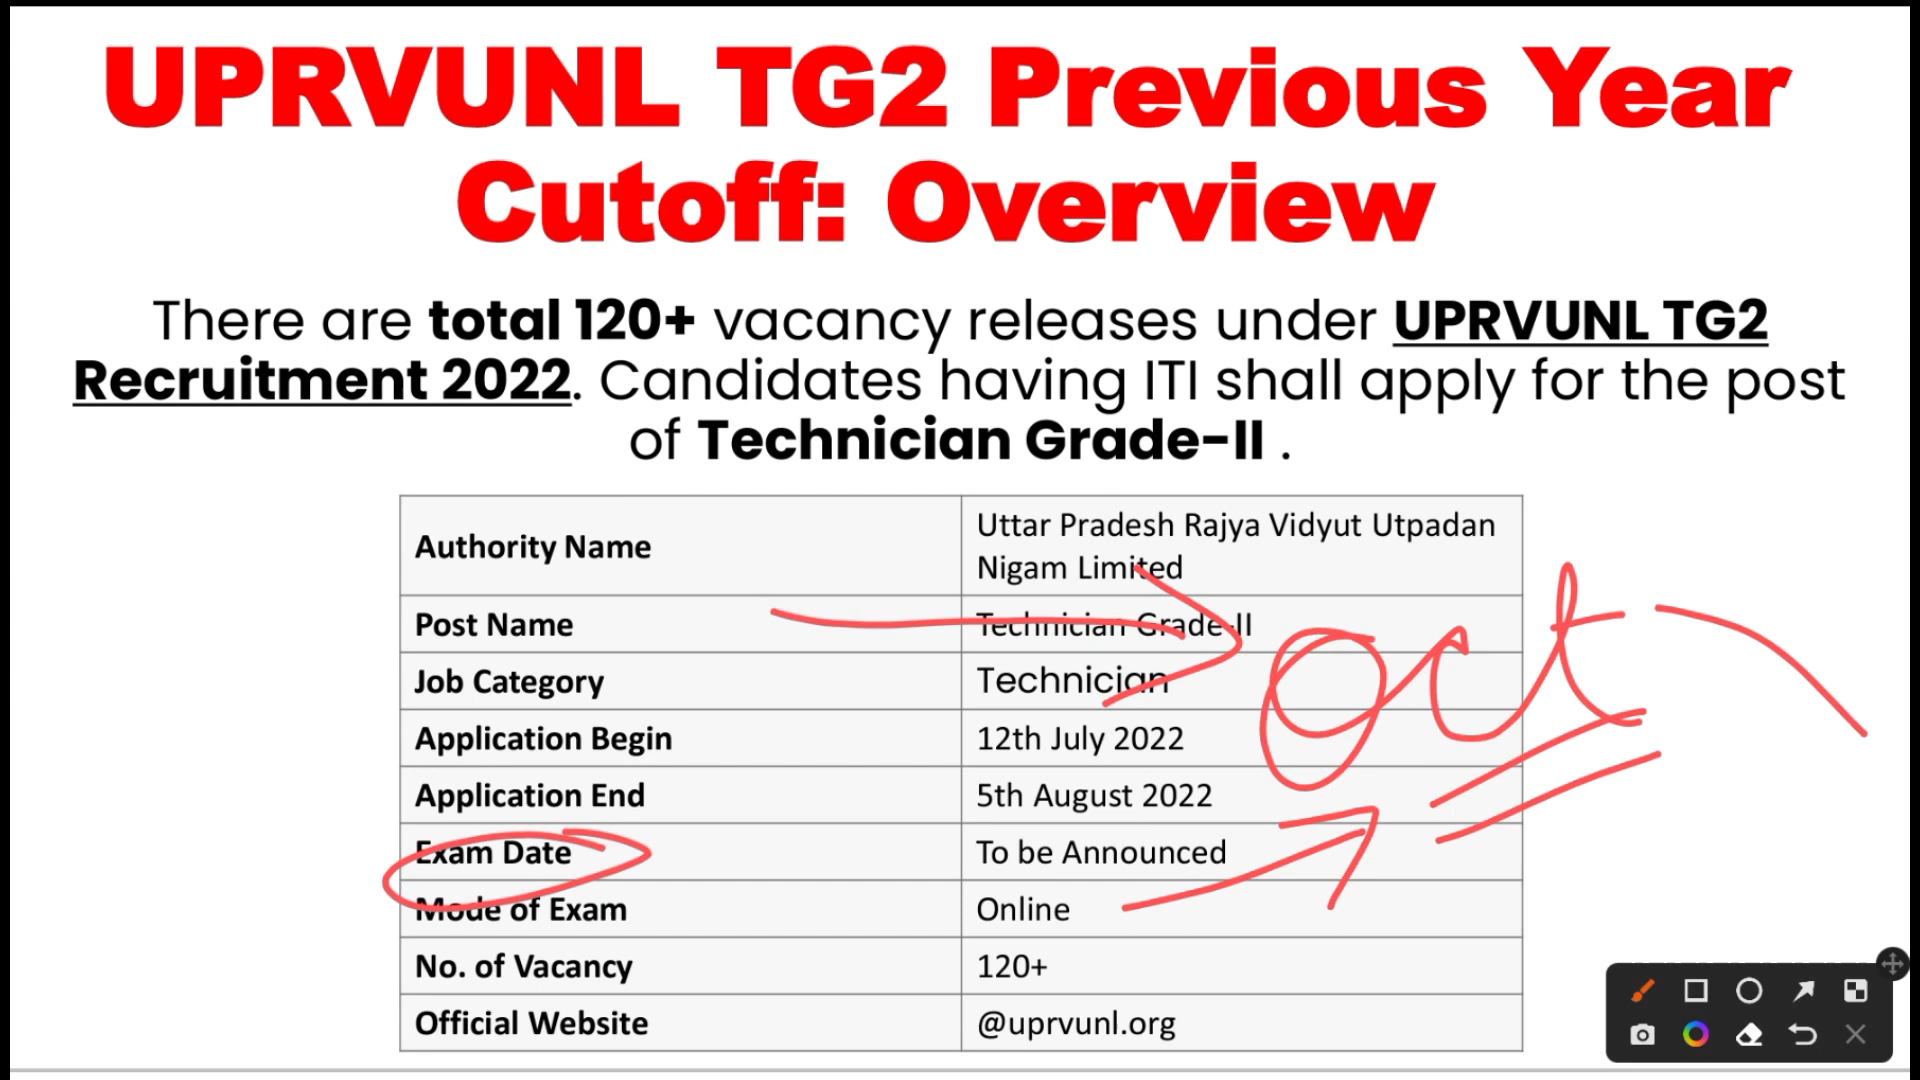 UPRVUNL TG2 Previous Year
Cutoff: Overview
There are total 120+ vacancy releases under UPRVUNL TG2
Recruitment 2022. Candidates having ITI shall apply for the post
of Technician Grade-II .
Authority Name
Uttar Pradesh Rajya Vidyut Utpadan
Nigam Limited
Post Name
Technician Grade-II
Job Category
Technician
Application Begin
12th July 2022
Application End
5th August 2022
Exam Date
To be Announced
Mode of Exam
Online
No. of Vacancy
120+
Official Website
@uprvunl.org
oct